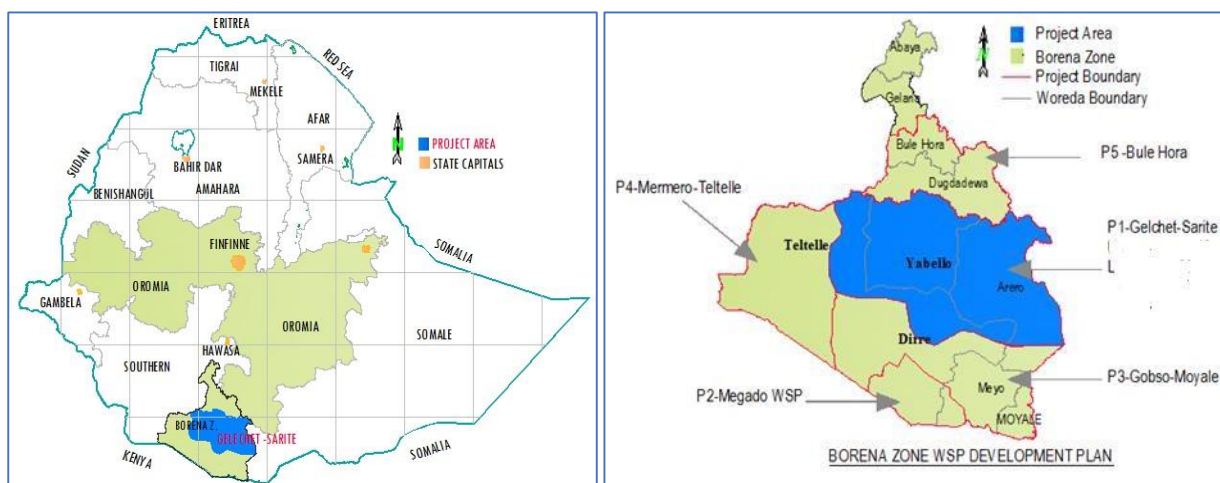 ERITREA
RED SEA
TIGRAI
MEKELE
AFAR
SUDAN
BAHIR DAR
SAMERA
AMAHARA
BENISHANGUL
PROJECT AREA
STATE CAPITALS
N
FINFINNE
SOMALIA
OROMIA
GAMBELA
OROMIA
SOMALE
HAWASA
SOUTHERN
BORENA Z.
GELECHET -SARITE
KENYA
SOMALIA
Abaya
Gelana
Bule Hora
Dugdadewa
N
Project Area
Borena Zone
Project Boundary
Woreda Boundary
P5 -Bule Hora
P4-Mermero-Teltelle
P1-Gelchet-Sarite
L
Teltelle
Yabello
Arero
Dirre
Meyo
MOYALE
P3-Gobso-Moyale
P2-Megado WSP
BORENA ZONE WSP DEVELOPMENT PLAN